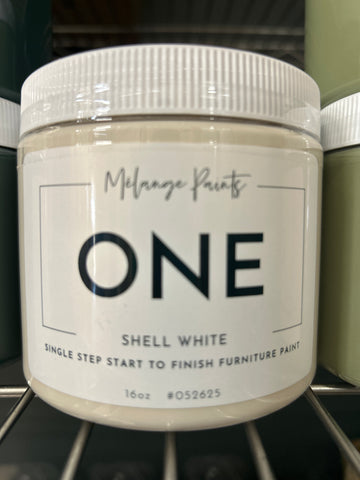 Mélange Paints
ONE
SHELL WHITE
SINGLE STEP START TO FINISH FURNITURE PAINT
16oz #052625